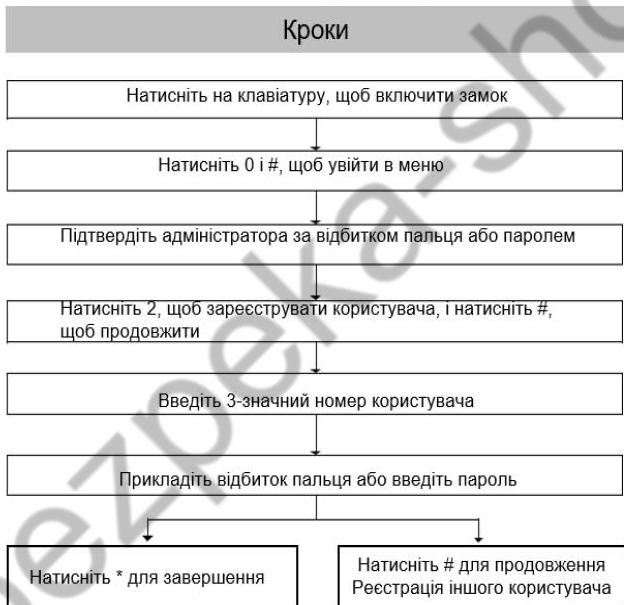 Кроки
Натисніть на клавіатуру, щоб включити замок
Натисніть 0 і #, щоб увійти в меню
Підтвердіть адміністратора за відбитком пальця або паролем
Натисніть 2, щоб зареєструвати користувача, і натисніть #,
щоб продовжити
Введіть 3-значний номер користувача
Прикладіть відбиток пальця або введіть пароль
Натисніть * для завершення
Натисніть # для продовження
Реєстрація іншого користувача
ezpeka-sho